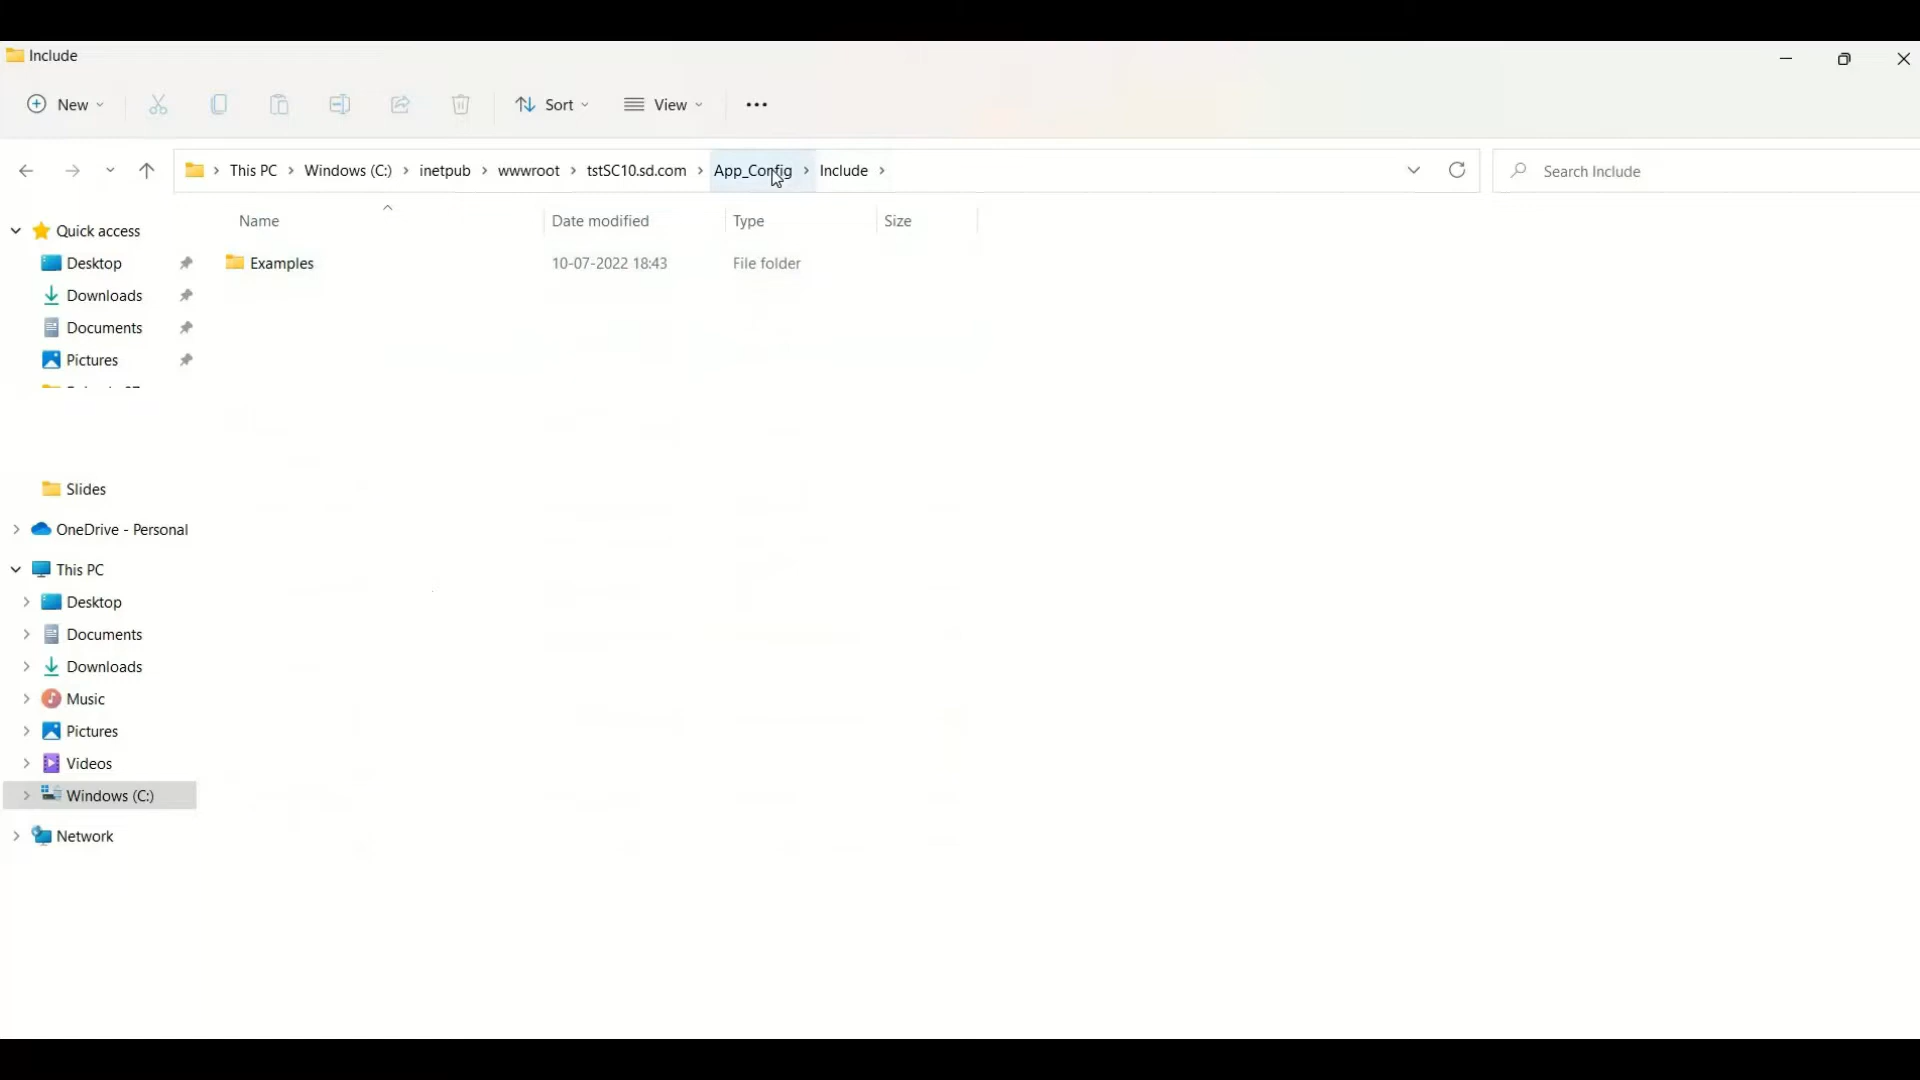 Include
New
Sort
View
This PC > Windows (C:) > inetpub > wwwroot > tstSC10.sd.com > App_Config > Include >
Search Include
Name
Date modified
Type
Size
Examples
10-07-2022 18:43
File folder
Quick access
Desktop
Downloads
Documents
Pictures
Slides
OneDrive - Personal
This PC
Desktop
Documents
Downloads
Music
Pictures
Videos
Windows (C:)
Network